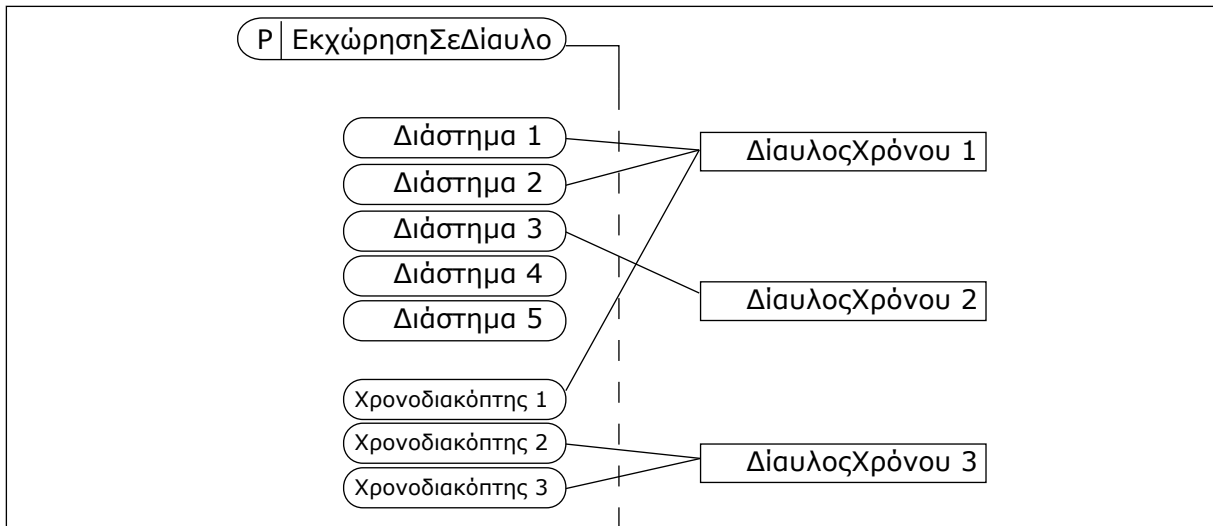 P ΕκχώρησηΣεΔίαυλο
Διάστημα 1
Διάστημα 2
Διάστημα 3
Διάστημα 4
Διάστημα 5
Χρονοδιακόπτης 1
Χρονοδιακόπτης 2
Χρονοδιακόπτης 3
ΔίαυλοςΧρόνου 1
ΔίαυλοςΧρόνου 2
ΔίαυλοςΧρόνου 3